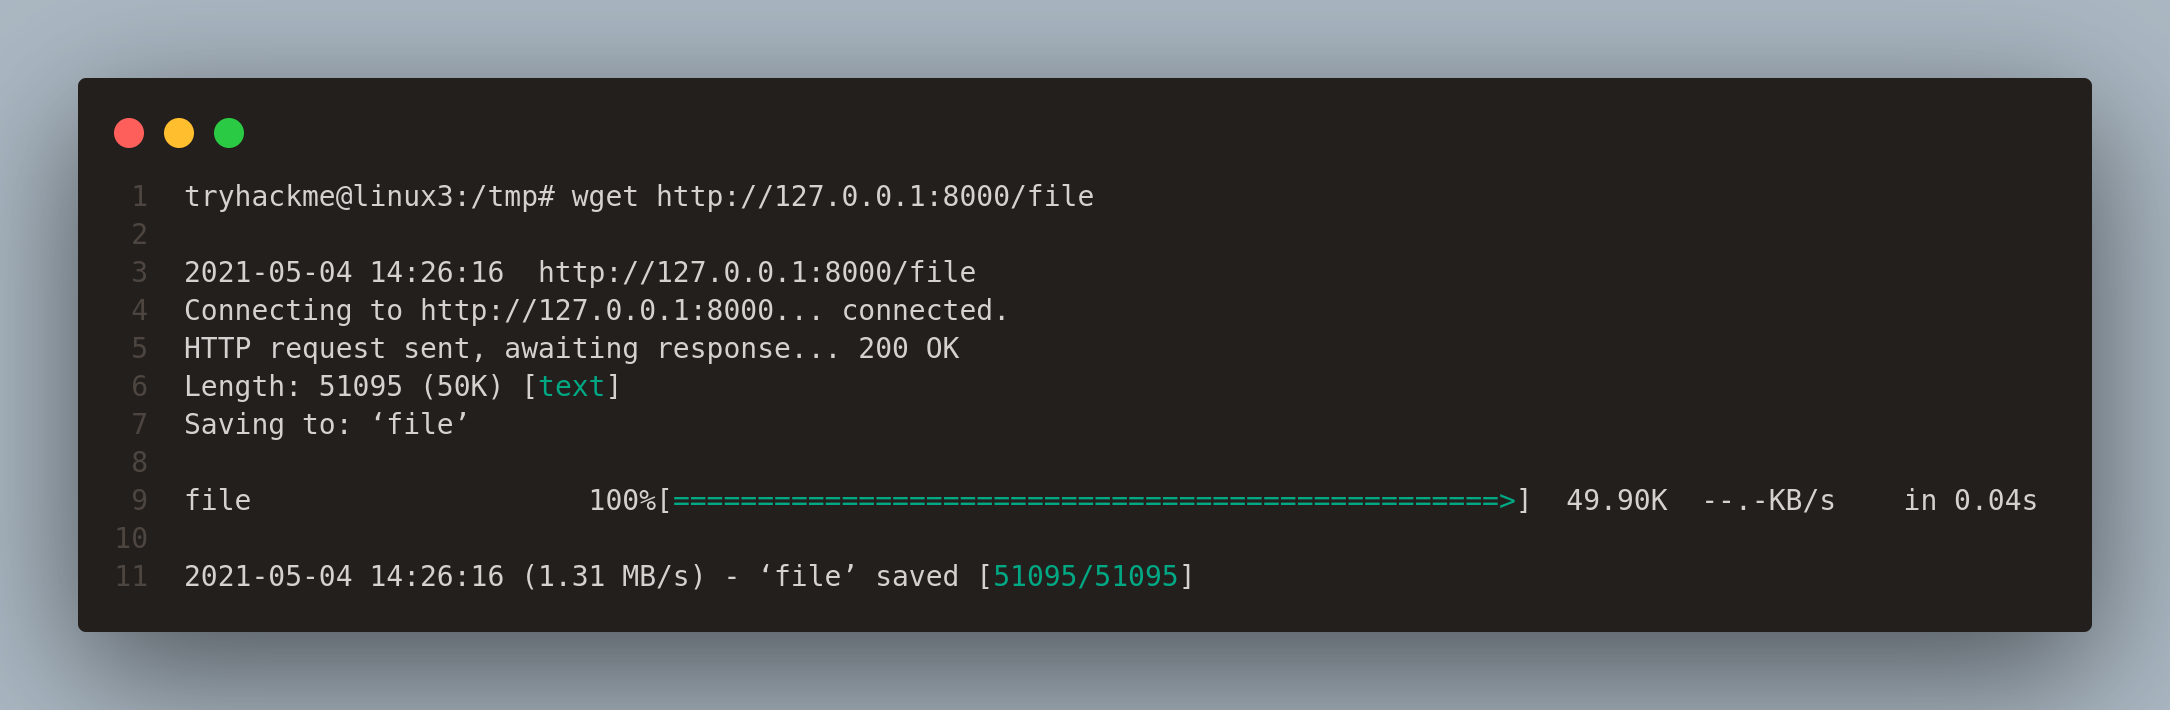 1 tryhackme@linux3:/tmp# wget http://127.0.0.1:8000/file
2
3 2021-05-04 14:26:16  http://127.0.0.1:8000/file
4 Connecting to http://127.0.0.1:8000... connected.
5 HTTP request sent, awaiting response... 200 OK
6 Length: 51095 (50K) [text]
7 Saving to: ‘file’
8
9 file                    100%[=================================================>]  49.90K  --.-KB/s    in 0.04s
10
11 2021-05-04 14:26:16 (1.31 MB/s) - ‘file’ saved [51095/51095]